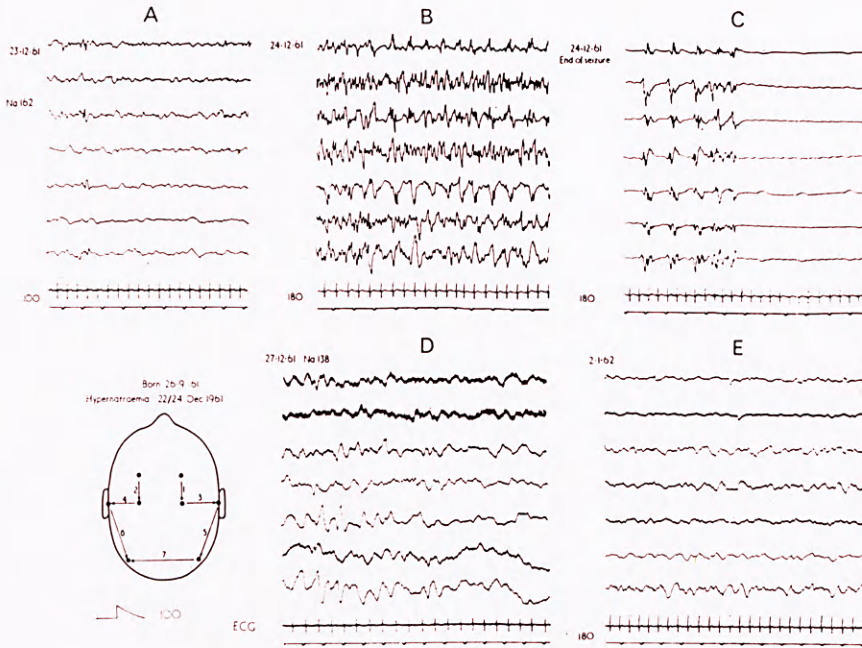 A
23-12-61
Na 162
100
B
24-12-61
180
C
24-12-61
End of seizure
180
Born 26-9 61
Hypernatraemia 22/24 Dec 1961
2
1
4
3
6
5
7
100
D
27-12-61 Na 138
ECG
E
2-1-62
180